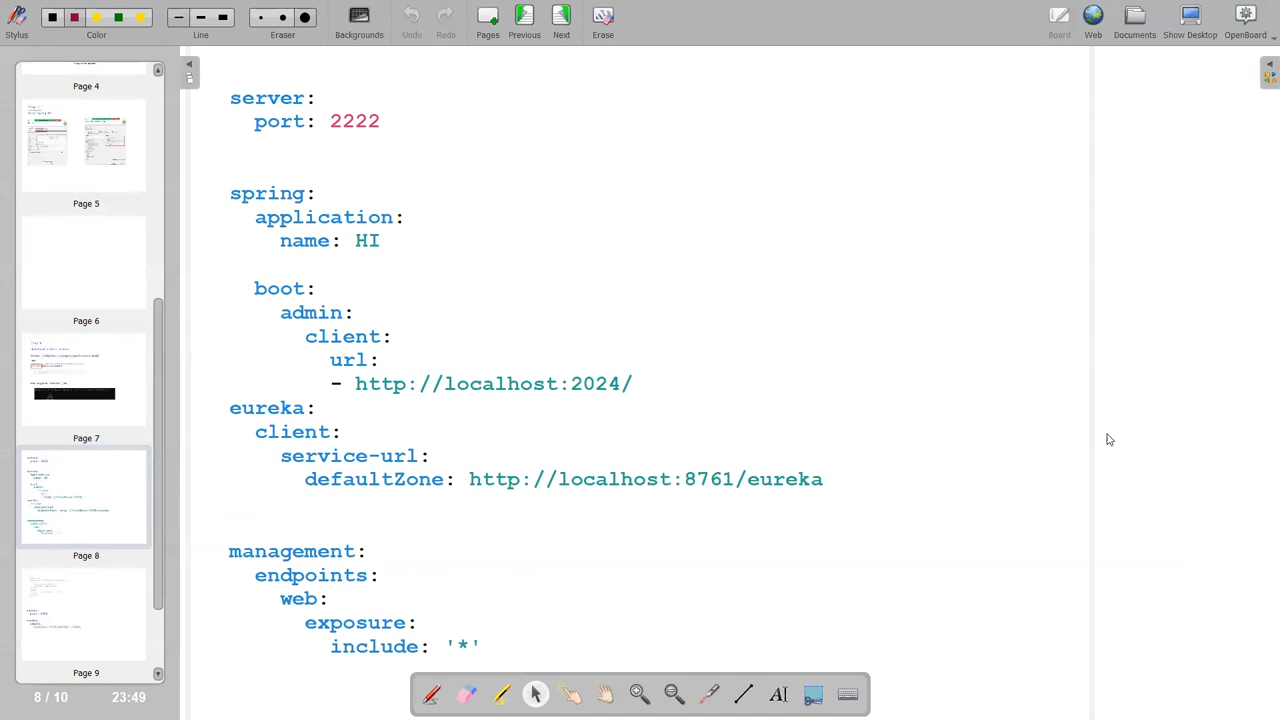 Stylus
Color
Line
Eraser
Backgrounds
Undo
Redo
Pages
Previous
Next
Erase
Board
Web
Documents
Show Desktop
OpenBoard
Page 4
Page 5
Page 6
Page 7
Page 8
Page 9
8 / 10
23:49
server:
port: 2222
spring:
application:
name: HI
boot:
admin:
client:
url:
- http://localhost:2024/
eureka:
client:
service-url:
defaultZone: http://localhost:8761/eureka
management:
endpoints:
web:
exposure:
include: '*'